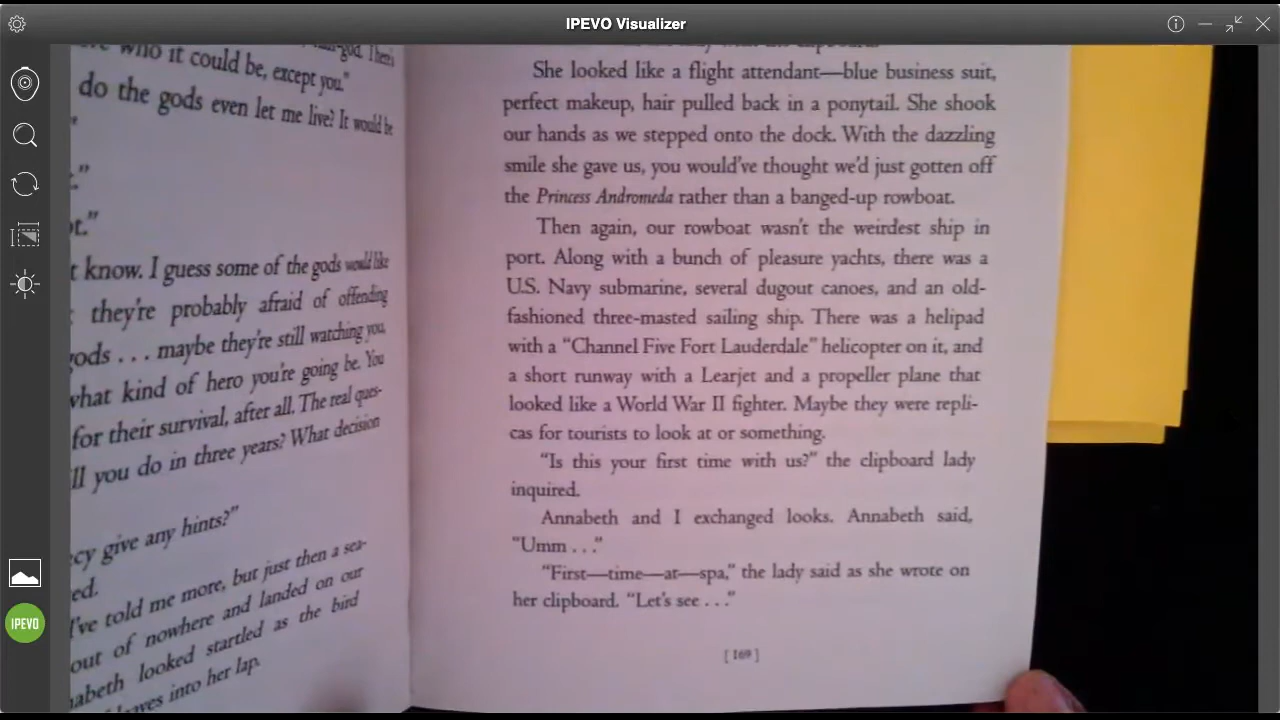 IPEVO Visualizer
who it could be, except you."
do the gods even let me live? It would be
t."
t know. I guess some of the gods would like
they're probably afraid of offending
gods . . . maybe they're still watching you,
what kind of hero you're going be. You
for their survival, after all. The real ques-
ll you do in three years? What decision
cy give any hints?"
ed.
I've told me more, but just then a sea-
out of nowhere and landed on our
nabeth looked startled as the bird
into her lap.
She looked like a flight attendant—blue business suit,
perfect makeup, hair pulled back in a ponytail. She shook
our hands as we stepped onto the dock. With the dazzling
smile she gave us, you would've thought we'd just gotten off
the Princess Andromeda rather than a banged-up rowboat.
Then again, our rowboat wasn't the weirdest ship in
port. Along with a bunch of pleasure yachts, there was a
U.S. Navy submarine, several dugout canoes, and an old-
fashioned three-masted sailing ship. There was a helipad
with a "Channel Five Fort Lauderdale" helicopter on it, and
a short runway with a Learjet and a propeller plane that
looked like a World War II fighter. Maybe they were repli-
cas for tourists to look at or something.
"Is this your first time with us?" the clipboard lady
inquired.
Annabeth and I exchanged looks. Annabeth said,
"Umm . . ."
"First—time—at—spa," the lady said as she wrote on
her clipboard. "Let's see . . ."
[ 169 ]
IPEVO